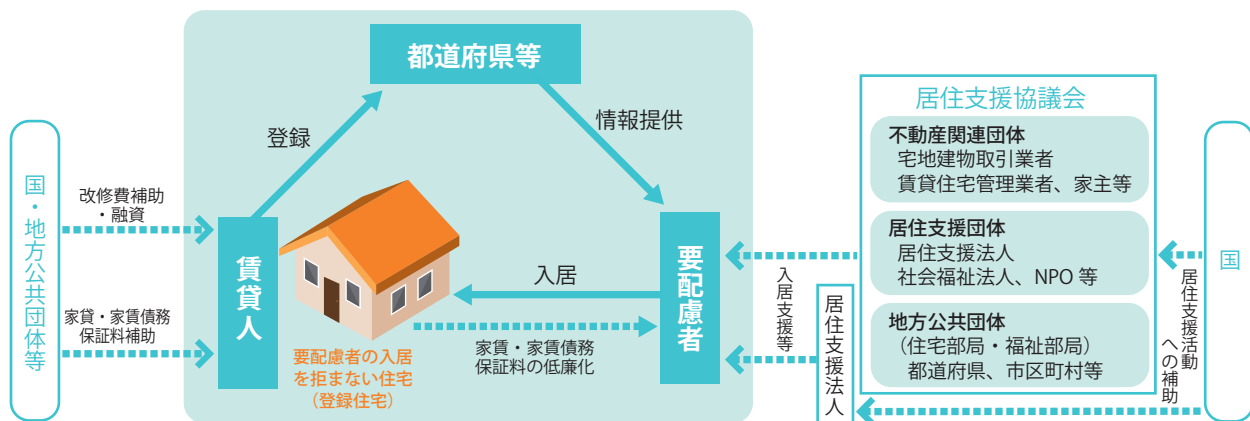 都道府県等
登録
情報提供
国・地方公共団体等
改修費補助
・融資
家貸・家賃債務
保証料補助
賃貸人
要配慮者の入居
を拒まない住宅
（登録住宅）
入居
家賃・家賃債務
保証料の低廉化
要配慮者
入居支援等
居住支援法人
居住支援協議会
不動産関連団体
宅地建物取引業者
賃貸住宅管理業者、家主等
居住支援団体
居住支援法人
社会福祉法人、NPO 等
地方公共団体
（住宅部局・福祉部局）
都道府県、市区町村等
居住支援活動
への補助
国